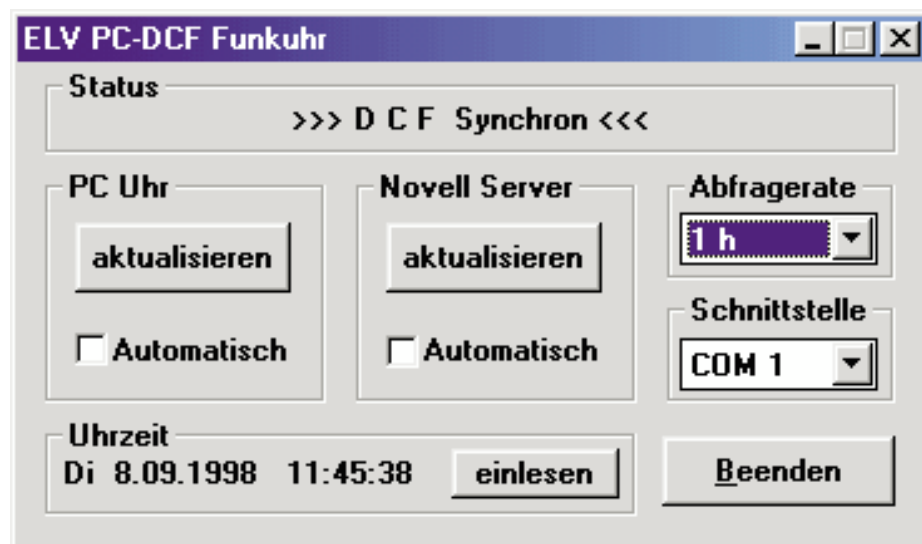 ELV PC-DCF Funkuhr
Status
>>> D C F Synchron <<<
PC Uhr
aktualisieren
Automatisch
Novell Server
aktualisieren
Automatisch
Abfragerate
1 h
Schnittstelle
COM 1
Uhrzeit
Di 8.09.1998 11:45:38
einlesen
Beenden